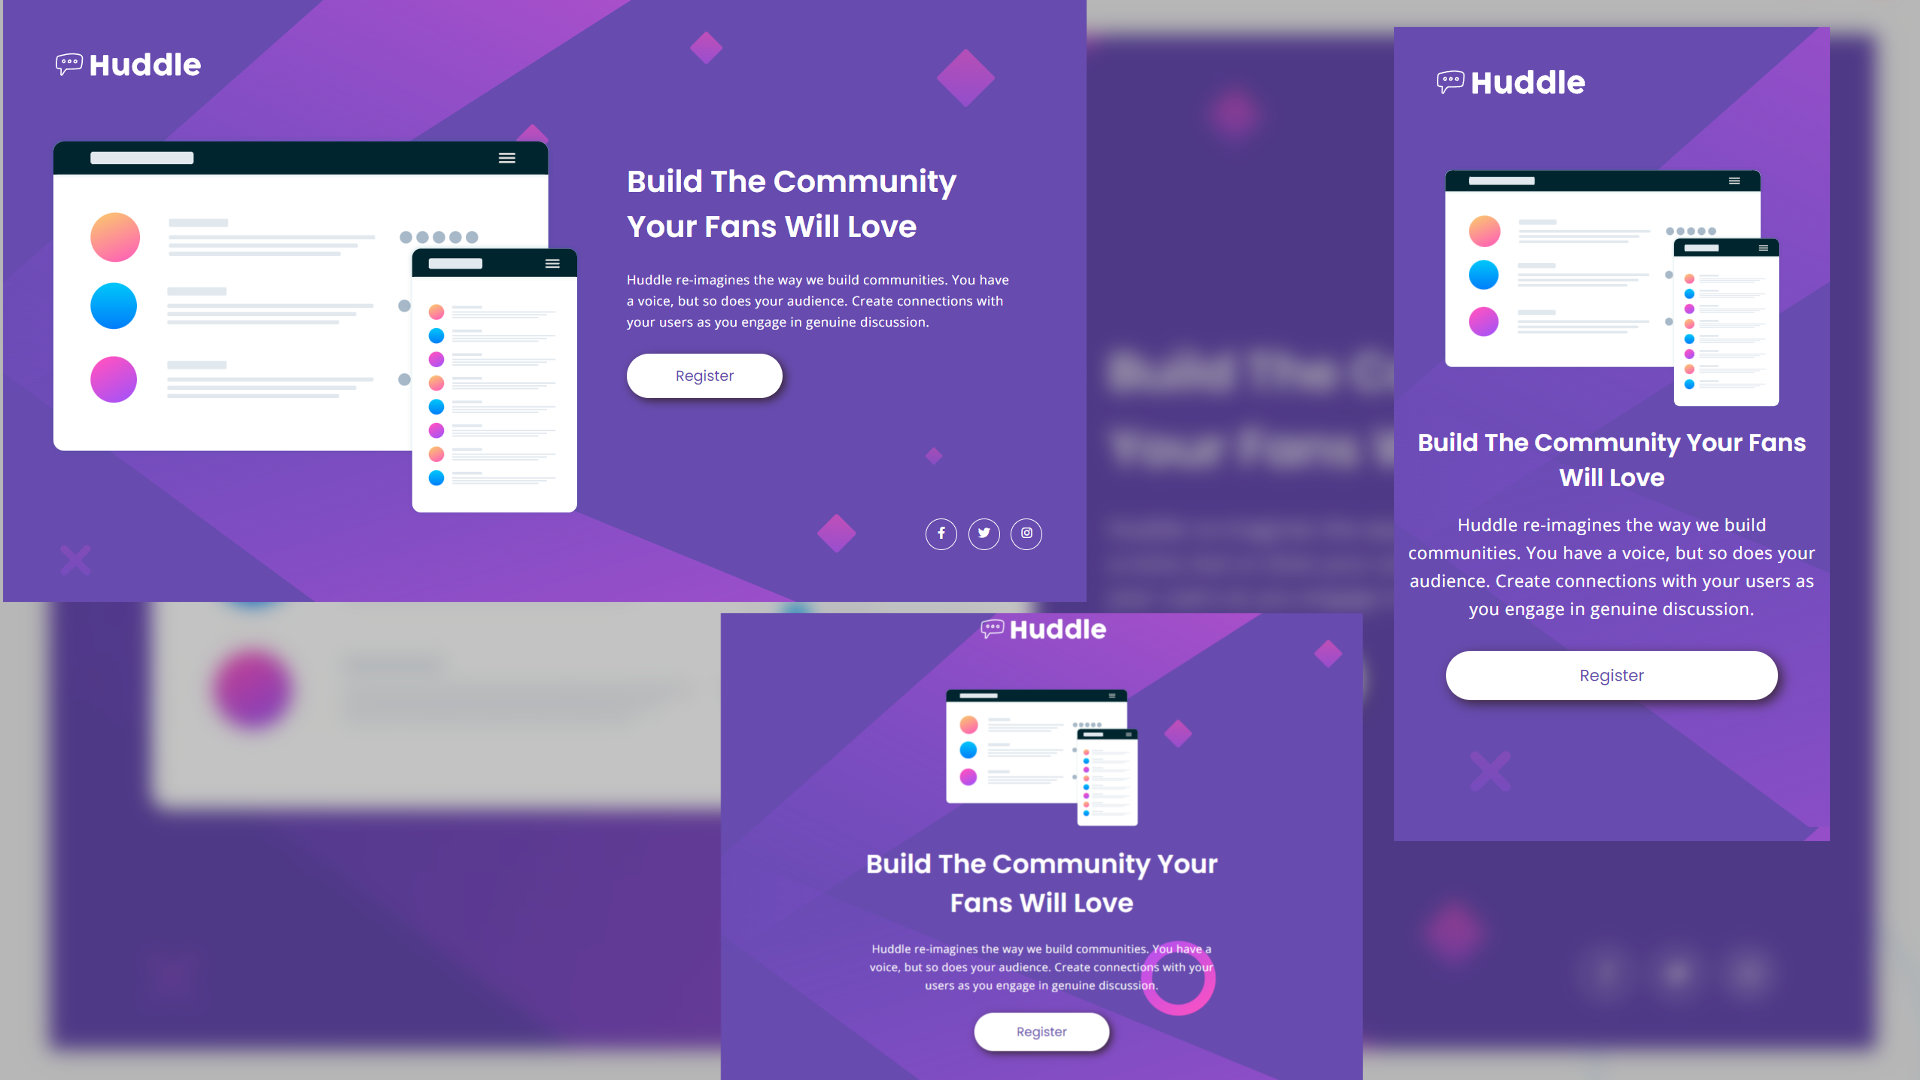 Huddle
Build The Community
Your Fans Will Love
Huddle re-imagines the way we build communities. You have
a voice, but so does your audience. Create connections with
your users as you engage in genuine discussion.
Register
Huddle
Build The Community Your Fans
Will Love
Huddle re-imagines the way we build
communities. You have a voice, but so does your
audience. Create connections with your users as
you engage in genuine discussion.
Register
Huddle
Build The Community Your
Fans Will Love
Huddle re-imagines the way we build communities. You have a
voice, but so does your audience. Create connections with your
users as you engage in genuine discussion.
Register
Build The
Your Fans